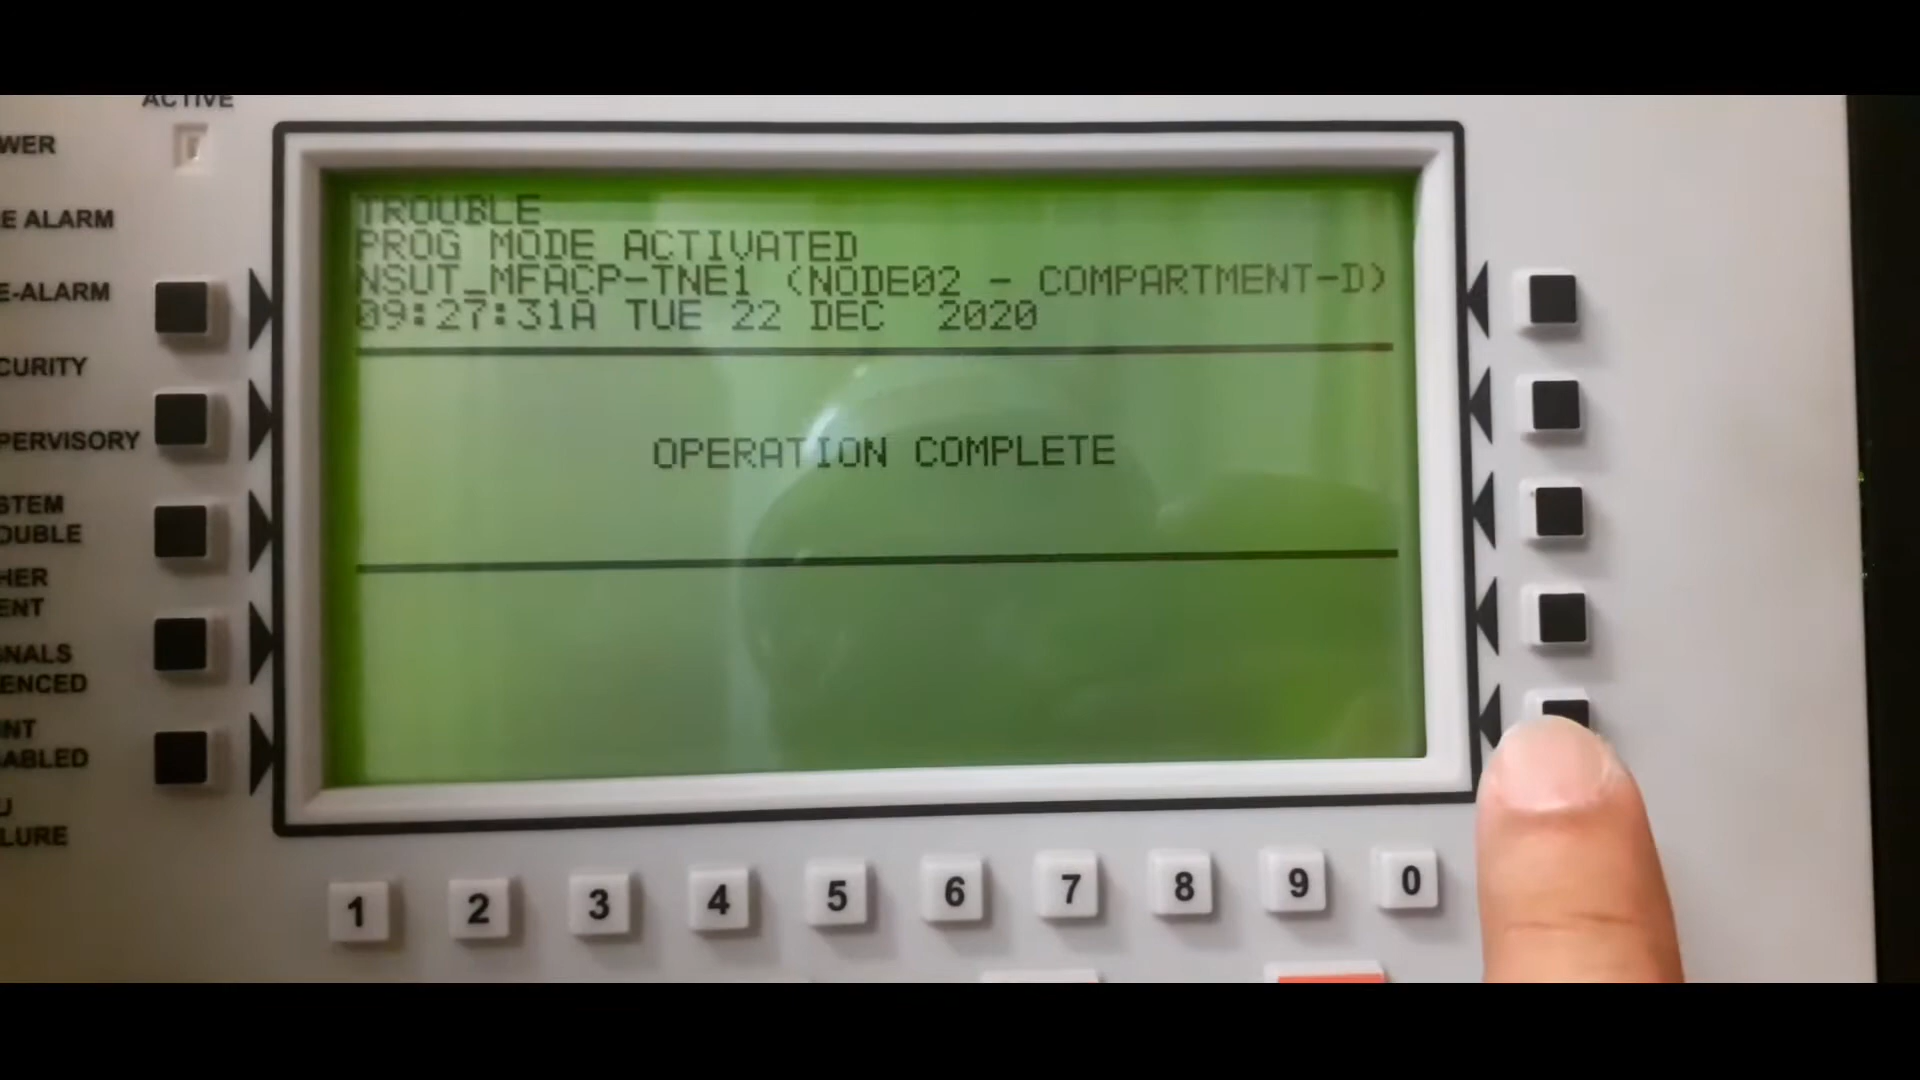 ACTIVE
WER
E ALARM
E-ALARM
CURITY
PERVISORY
STEM
OUBLE
HER
ENT
GNALS
ENCED
INT
ABLED
U
LURE
TROUBLE
PROG MODE ACTIVATED
NSUT_MFACP-TNE1 (NODE02 - COMPARTMENT-D)
09:27:31A TUE 22 DEC 2020
OPERATION COMPLETE
1 2 3 4 5 6 7 8 9 0